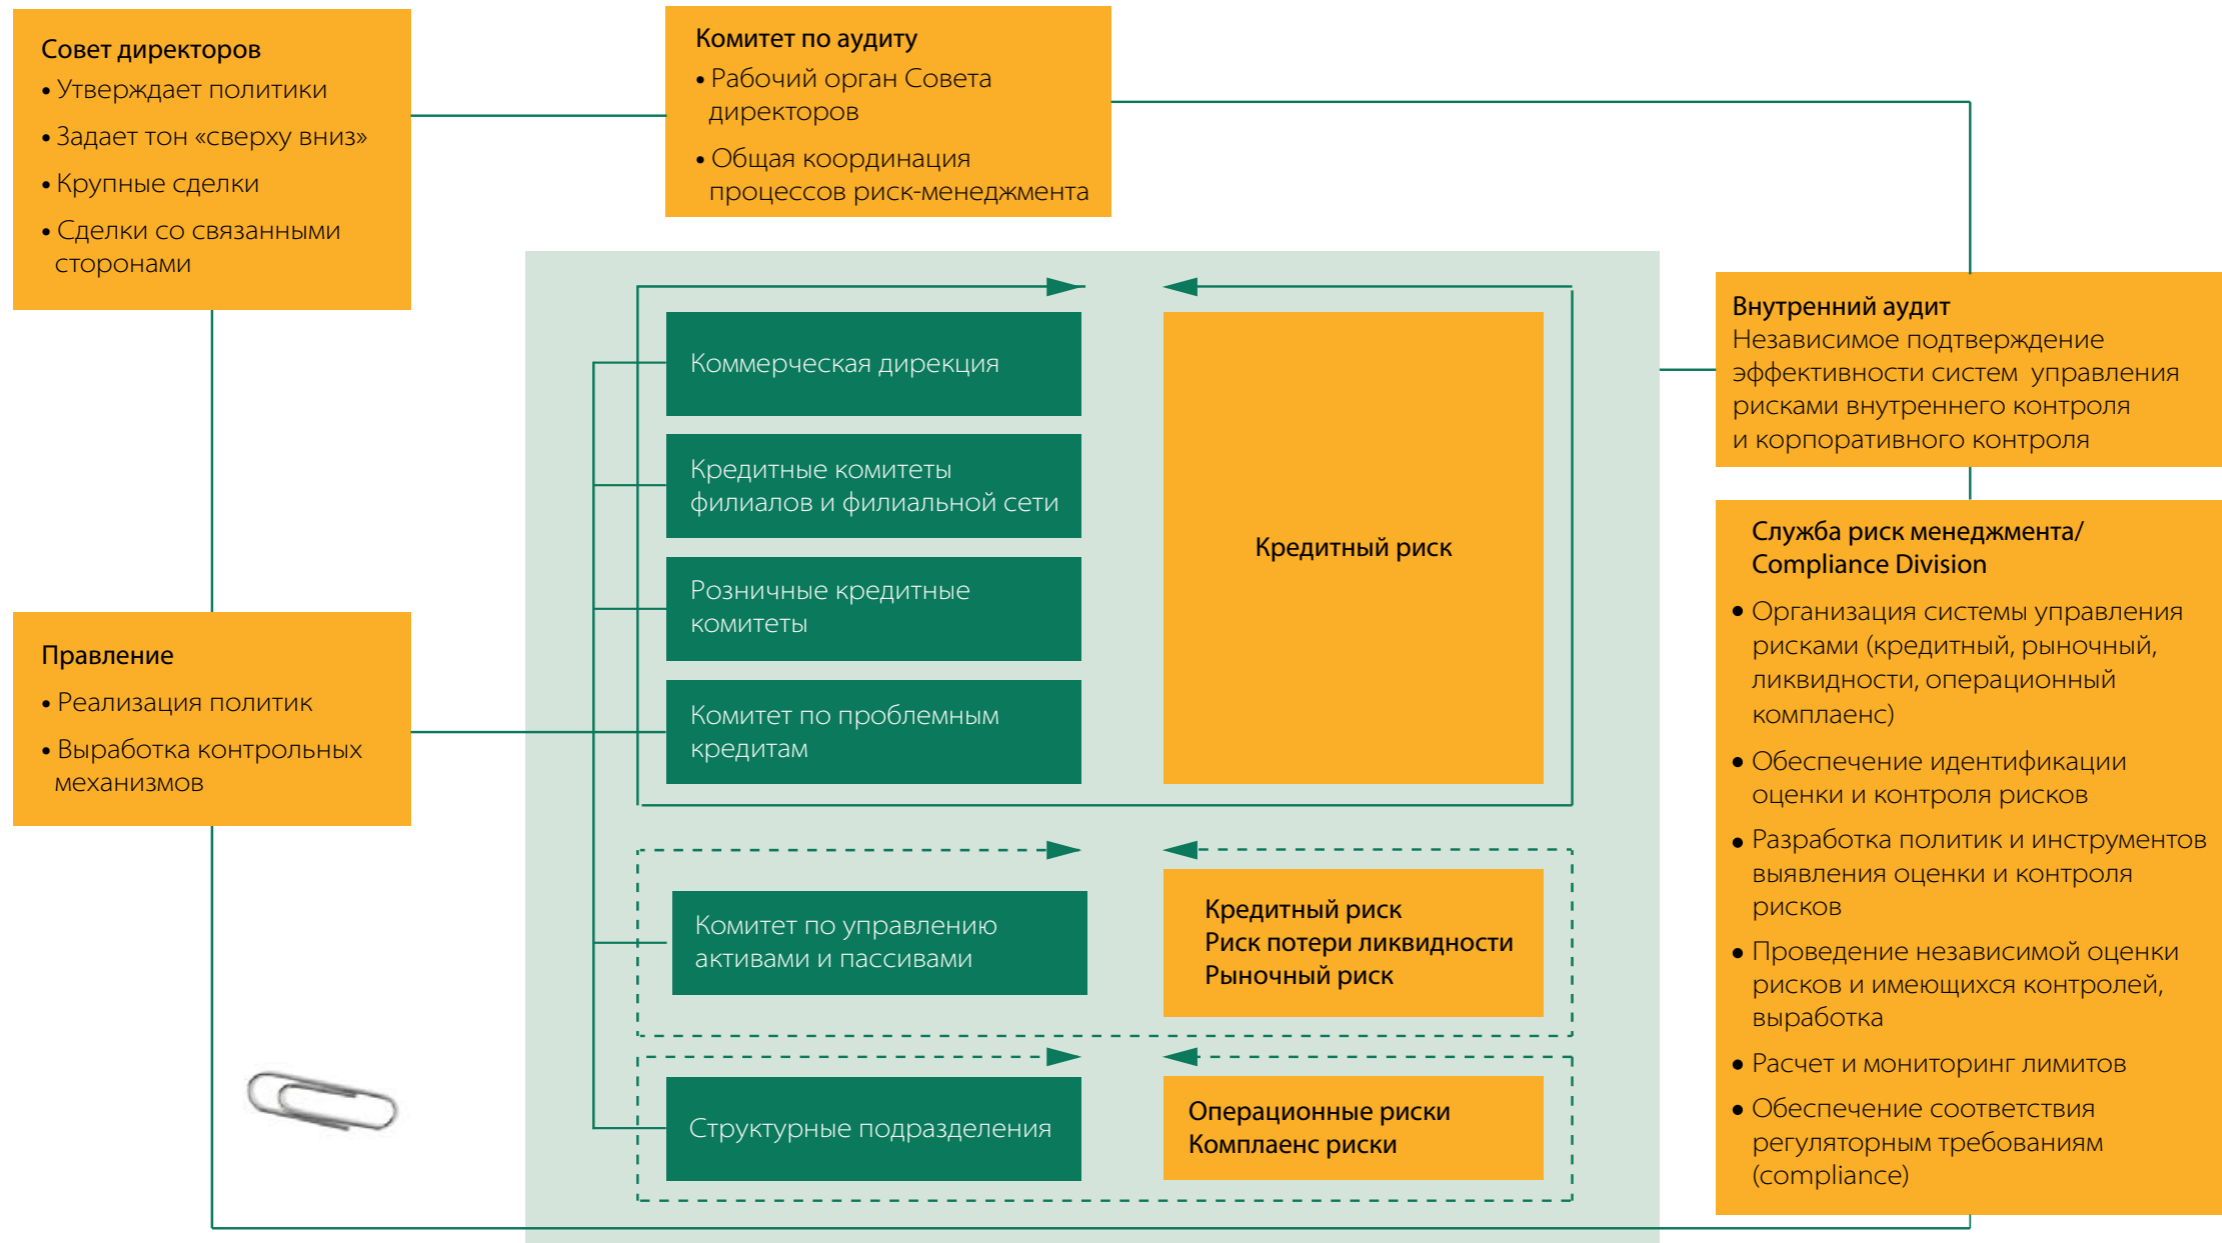 Совет директоров
• Утверждает политики
• Задает тон «сверху вниз»
• Крупные сделки
• Сделки со связанными
сторонами
Комитет по аудиту
• Рабочий орган Совета
директоров
• Общая координация
процессов риск-менеджмента
Коммерческая дирекция
Кредитные комитеты
филиалов и филиальной сети
Розничные кредитные
комитеты
Комитет по проблемным
кредитам
Кредитный риск
Внутренний аудит
Независимое подтверждение
эффективности систем управления
рисками внутреннего контроля
и корпоративного контроля
Правление
• Реализация политик
• Выработка контрольных
механизмов
Комитет по управлению
активами и пассивами
Кредитный риск
Риск потери ликвидности
Рыночный риск
Структурные подразделения
Операционные риски
Комплаенс риски
Служба риск менеджмента/
Compliance Division
• Организация системы управления
рисками (кредитный, рыночный,
ликвидности, операционный
комплаенс)
• Обеспечение идентификации
оценки и контроля рисков
• Разработка политик и инструментов
выявления оценки и контроля
рисков
• Проведение независимой оценки
рисков и имеющихся контролей,
выработка
• Расчет и мониторинг лимитов
• Обеспечение соответствия
регуляторным требованиям
(compliance)